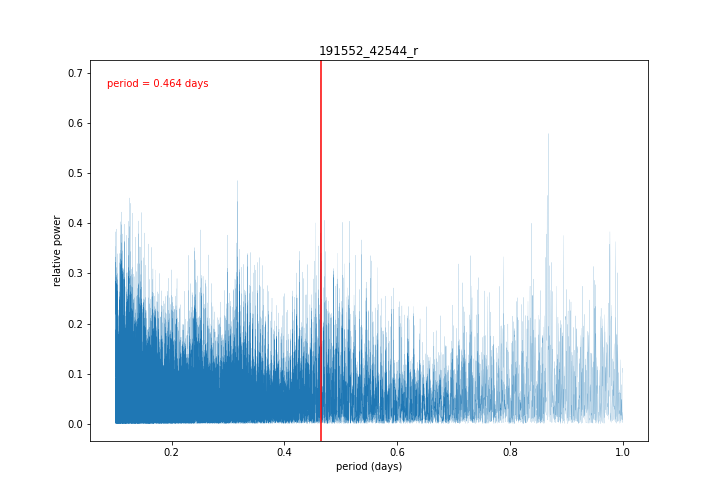 191552_42544_r
period = 0.464 days
0.7
0.6
0.5
0.4
0.3
0.2
0.1
0.0
relative power
0.2 0.4 0.6 0.8 1.0
period (days)